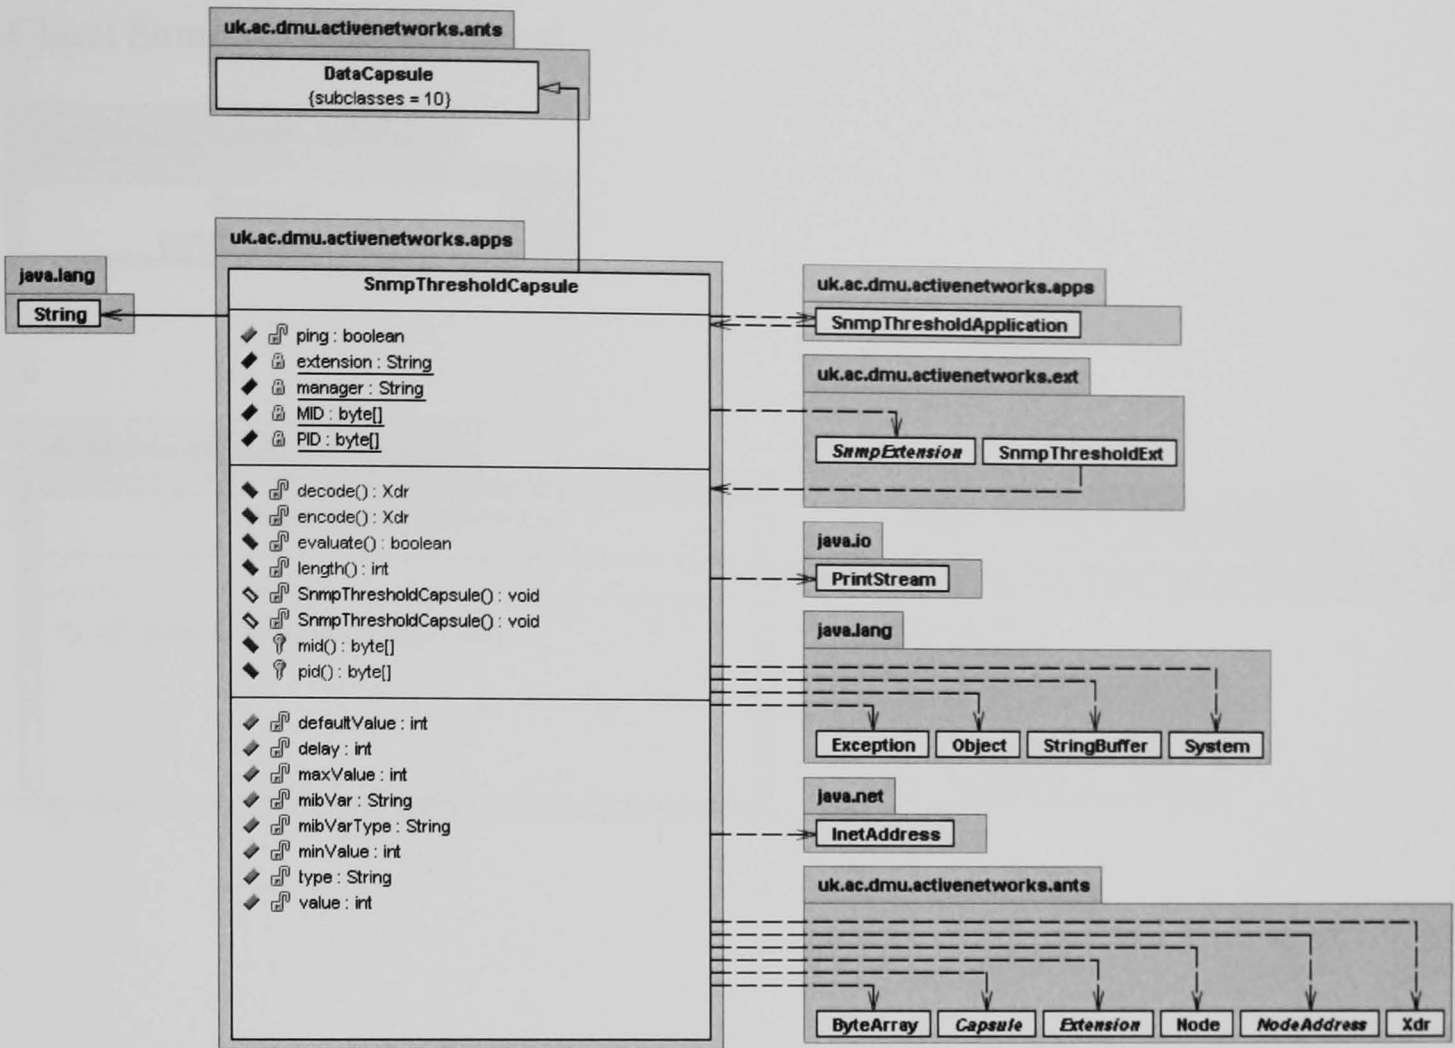 uk.ac.dmu.activenetworks.ants
DataCapsule
{subclasses = 10}
uk.ac.dmu.activenetworks.apps
java.lang
String
SnmpThresholdCapsule
ping : boolean
extension : String
manager : String
MID : byte[]
PID : byte[]
decode() : Xdr
encode() : Xdr
evaluate() : boolean
length() : int
SnmpThresholdCapsule() : void
SnmpThresholdCapsule() : void
mid() : byte[]
pid() : byte[]
defaultValue : int
delay : int
maxValue : int
mibVar : String
mibVarType : String
minValue : int
type : String
value : int
uk.ac.dmu.activenetworks.apps
SnmpThresholdApplication
uk.ac.dmu.activenetworks.ext
SnmpExtension SnmpThresholdExt
java.io
PrintStream
java.lang
Exception Object StringBuffer System
java.net
InetAddress
uk.ac.dmu.activenetworks.ants
ByteArray Capsule Extension Node NodeAddress Xdr